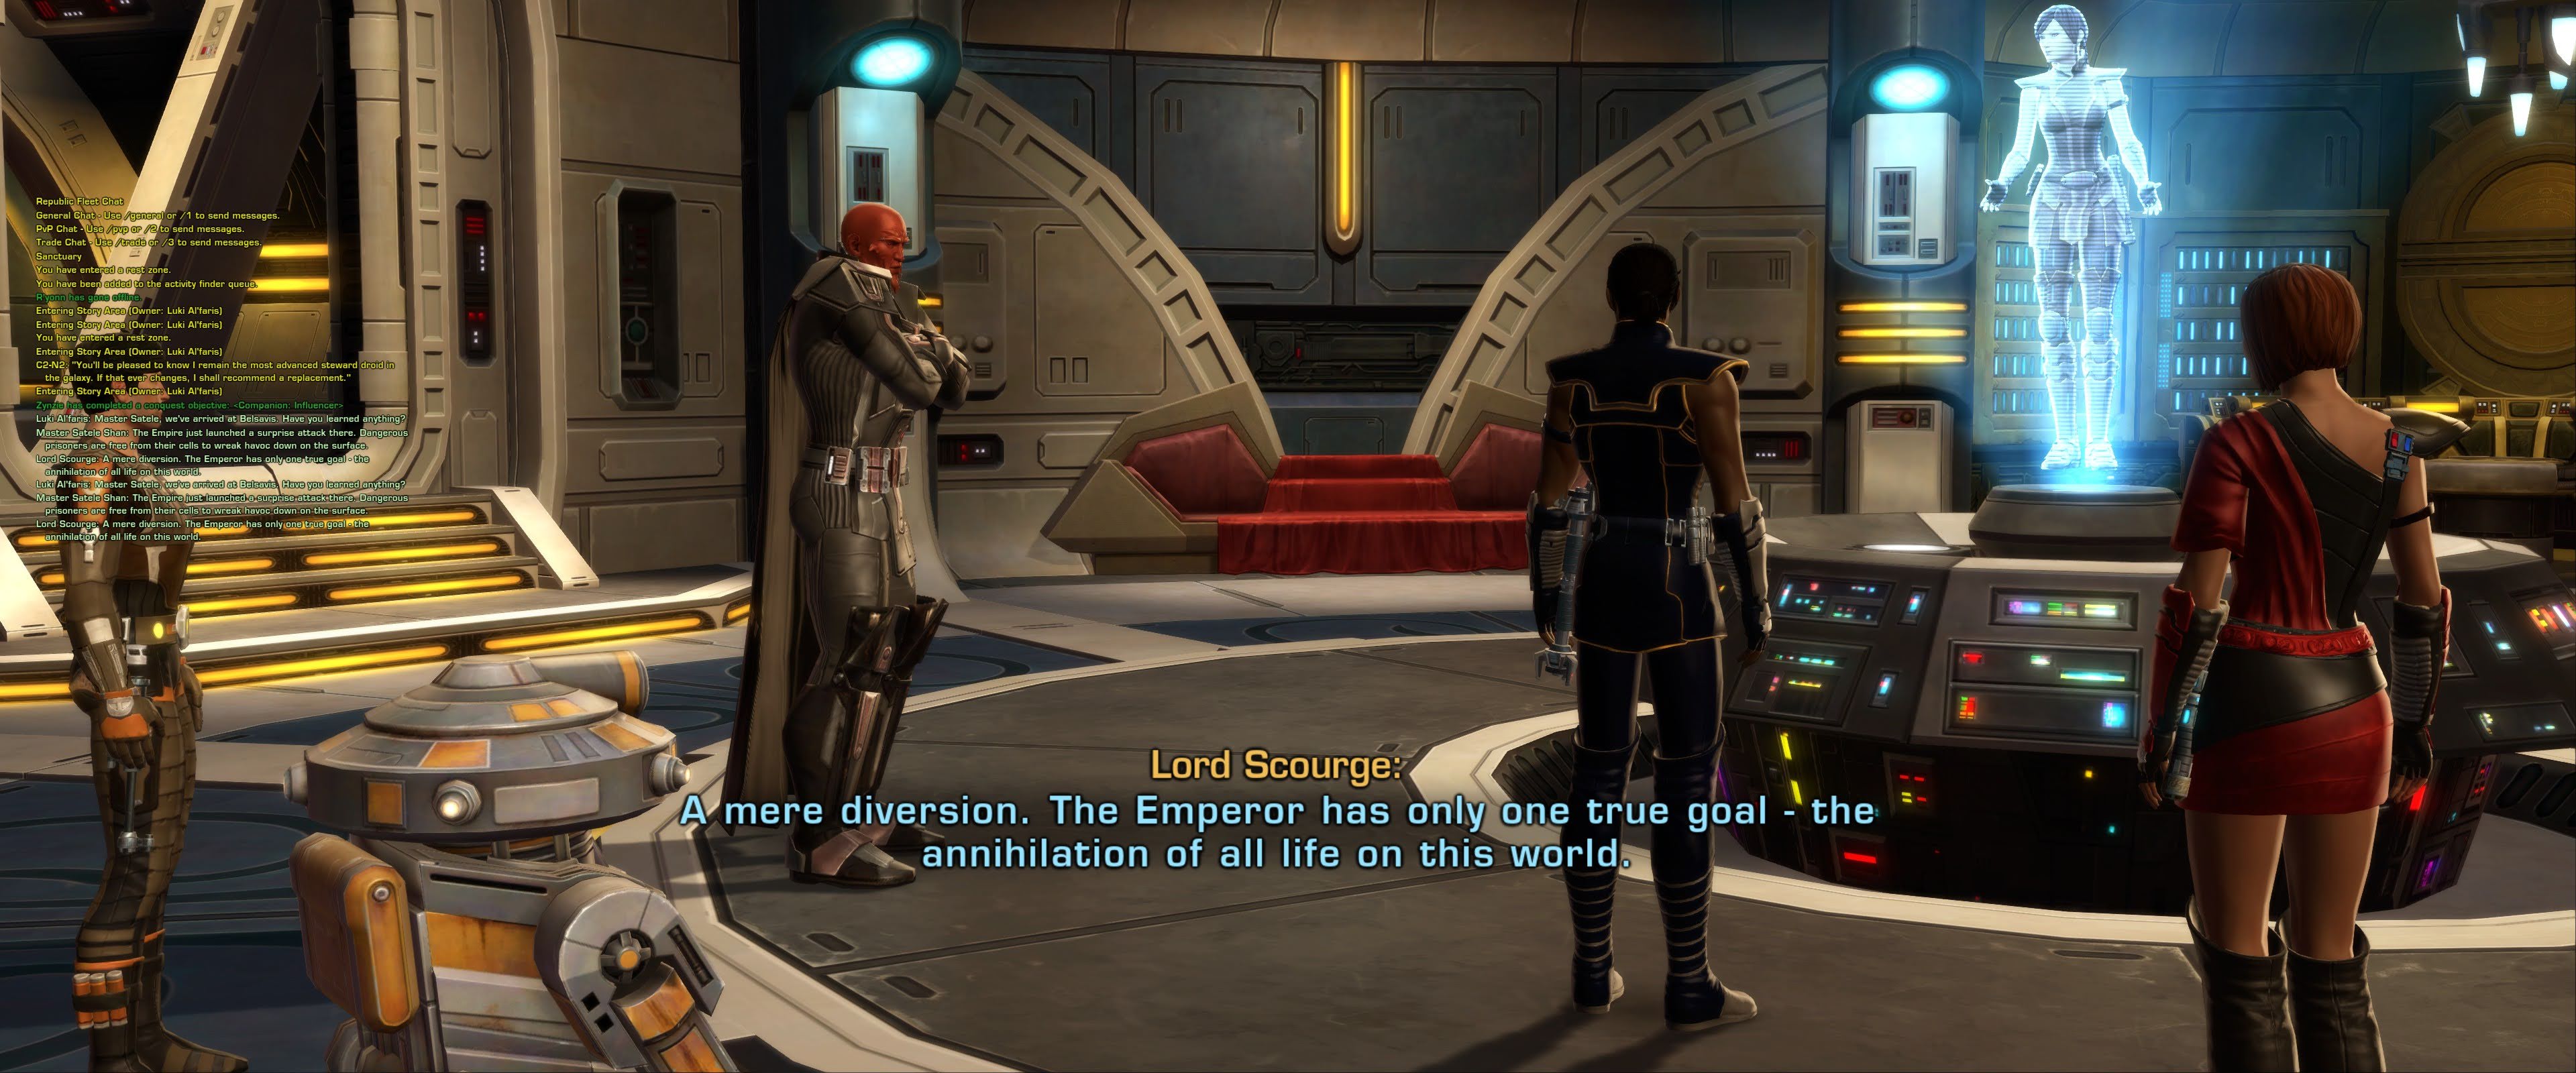 Republic Fleet Chat
General Chat - Use /general or /1 to send messages.
PvP Chat - Use /pvp or /2 to send messages.
Trade Chat - Use /trade or /3 to send messages.
Sanctuary
You have entered a rest zone.
You have been added to the activity finder queue.
R'yonn has gone offline.
Entering Story Area (Owner: Luki Al'faris)
Entering Story Area (Owner: Luki Al'faris)
You have entered a rest zone.
Entering Story Area (Owner: Luki Al'faris)
C2-N2: "You'll be pleased to know I remain the most advanced steward droid in
the galaxy. If that ever changes, I shall recommend a replacement."
Entering Story Area (Owner: Luki Al'faris)
Zynzie has completed a conquest objective: <Companion: Influencer>
Luki Al'faris: Master Satele, we've arrived at Belsavis. Have you learned anything?
Master Satele Shan: The Empire just launched a surprise attack there. Dangerous
prisoners are free from their cells to wreak havoc down on the surface.
Lord Scourge: A mere diversion. The Emperor has only one true goal - the
annihilation of all life on this world.
Luki Al'faris: Master Satele, we've arrived at Belsavis. Have you learned anything?
Master Satele Shan: The Empire just launched a surprise attack there. Dangerous
prisoners are free from their cells to wreak havoc down on the surface.
Lord Scourge: A mere diversion. The Emperor has only one true goal - the
annihilation of all life on this world.
Lord Scourge:
A mere diversion. The Emperor has only one true goal - the
annihilation of all life on this world.